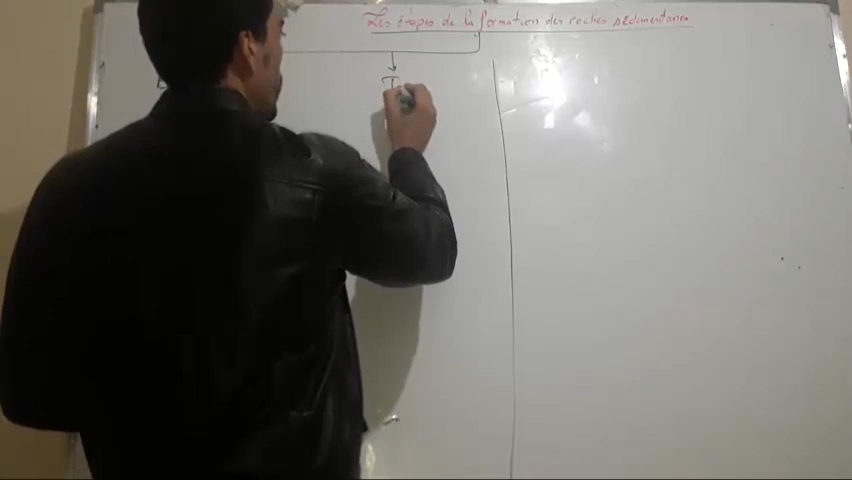 Les étapes de la formation des roches sédimentaires
T